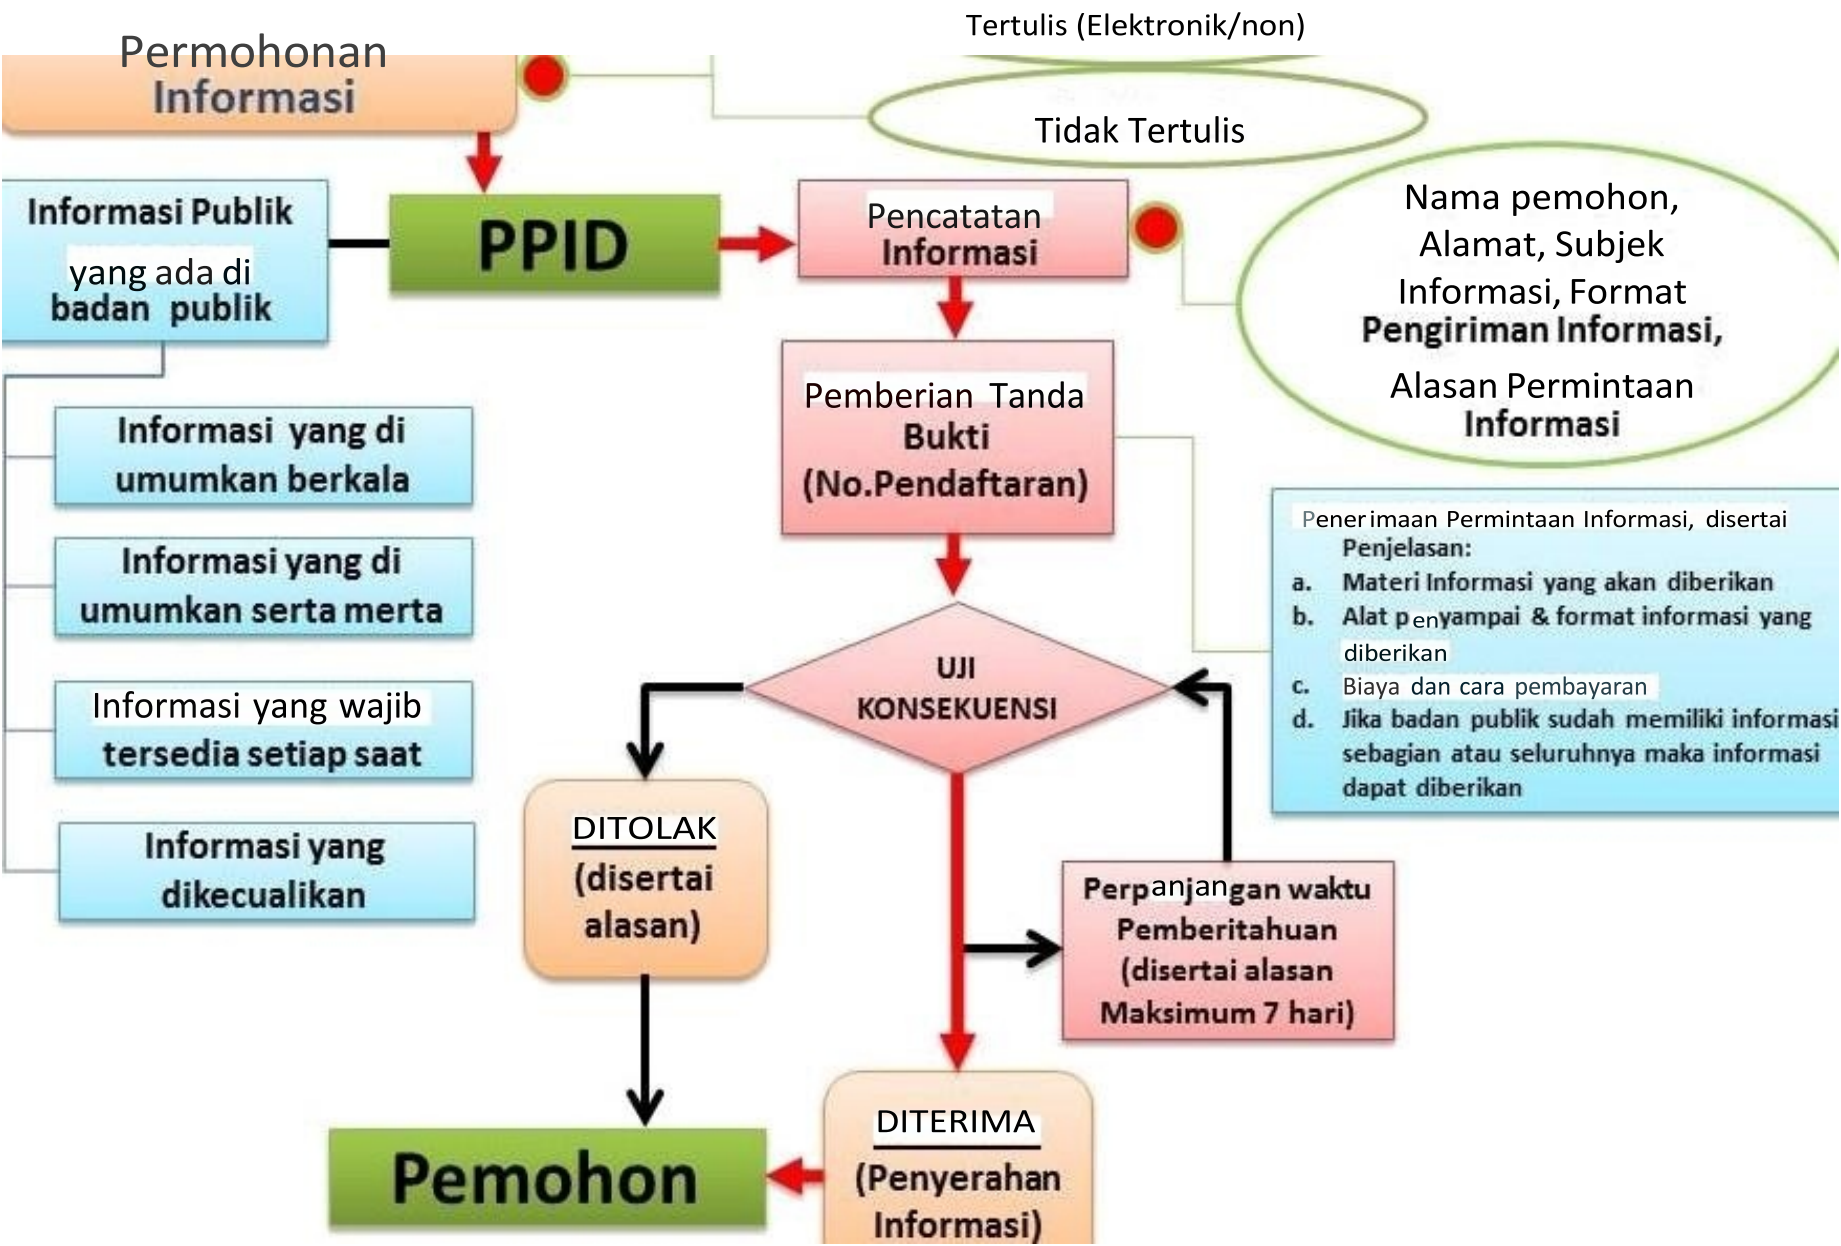 Tertulis (Elektronik/non)
Permohonan
Informasi
Tidak Tertulis
Informasi Publik
yang ada di
badan publik
PPID
Pencatatan
Informasi
Nama pemohon,
Alamat, Subjek
Informasi, Format
Pengiriman Informasi,
Alasan Permintaan
Informasi
Pemberian Tanda
Bukti
(No.Pendaftaran)
Informasi yang di
umumkan berkala
Informasi yang di
umumkan serta merta
Informasi yang wajib
tersedia setiap saat
Informasi yang
dikecualikan
Penerimaan Permintaan Informasi, disertai
Penjelasan:
a. Materi Informasi yang akan diberikan
b. Alat penyampai & format informasi yang
diberikan
c. Biaya dan cara pembayaran
d. Jika badan publik sudah memiliki informasi
sebagian atau seluruhnya maka informasi
dapat diberikan
UJI
KONSEKUENSI
DITOLAK
(disertai
alasan)
Perpanjangan waktu
Pemberitahuan
(disertai alasan
Maksimum 7 hari)
DITERIMA
(Penyerahan
Informasi)
Pemohon